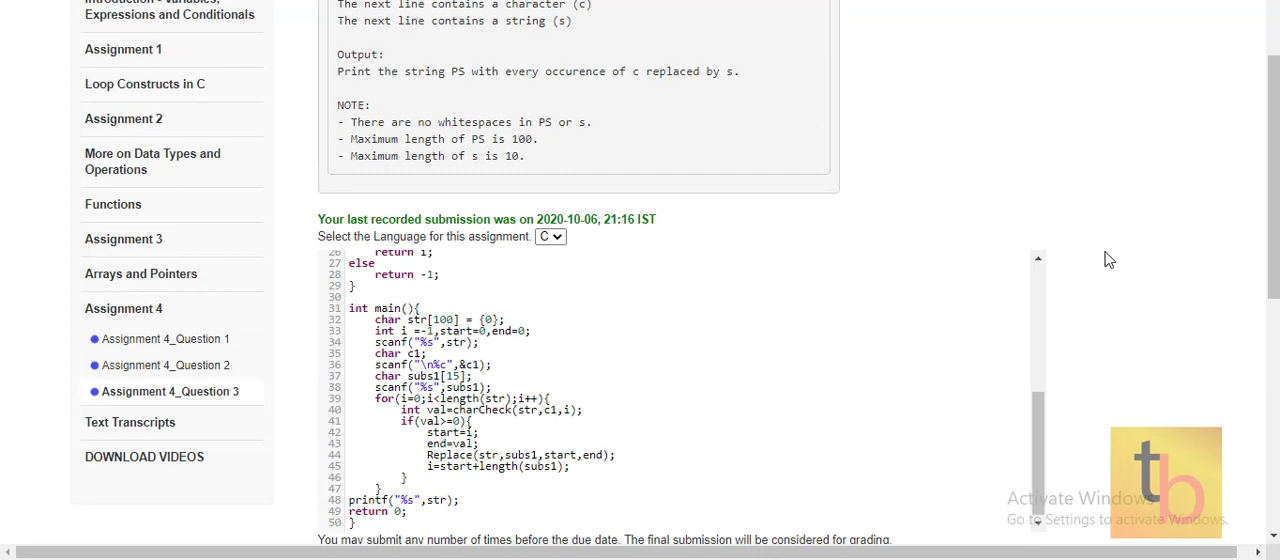 Introduction - Variables,
Expressions and Conditionals
Assignment 1
Loop Constructs in C
Assignment 2
More on Data Types and
Operations
Functions
Assignment 3
Arrays and Pointers
Assignment 4
Assignment 4_Question 1
Assignment 4_Question 2
Assignment 4_Question 3
Text Transcripts
DOWNLOAD VIDEOS
The next line contains a character (c)
The next line contains a string (s)
Output:
Print the string PS with every occurence of c replaced by s.
NOTE:
- There are no whitespaces in PS or s.
- Maximum length of PS is 100.
- Maximum length of s is 10.
Your last recorded submission was on 2020-10-06, 21:16 IST
Select the Language for this assignment. C
26 return i;
27 else
28 return -1;
29 }
30
31 int main(){
32 char str[100] = {0};
33 int i =-1,start=0,end=0;
34 scanf("%s",str);
35 char c1;
36 scanf("\n%c",&c1);
37 char subs1[15];
38 scanf("%s",subs1);
39 for(i=0;i<length(str);i++){
40 int val=charCheck(str,c1,i);
41 if(val>=0){
42 start=i;
43 end=val;
44 Replace(str,subs1,start,end);
45 i=start+length(subs1);
46 }
47 }
48 printf("%s",str);
49 return 0;
50 }
You may submit any number of times before the due date. The final submission will be considered for grading.
tb
Activate Windows
Go to Settings to activate Windows.